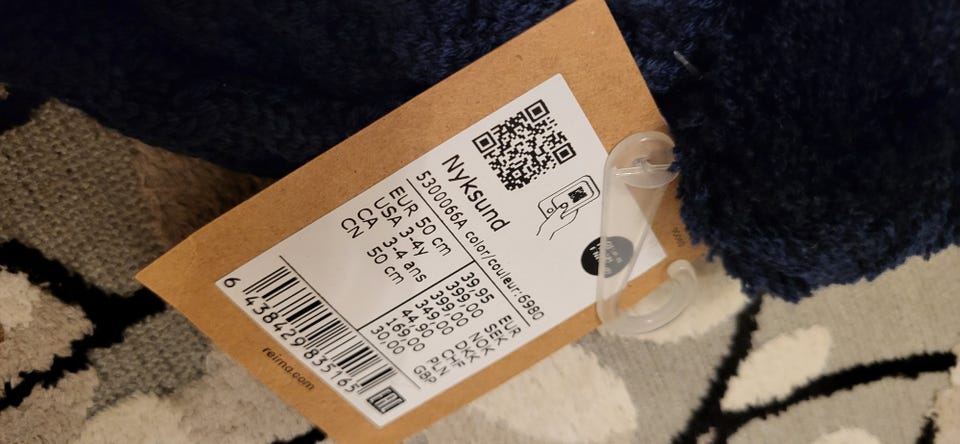 Nyksund
5300066A color/couleur:6980
EUR 50 cm
USA 3-4y
CA 3-4 ans
CN 50 cm
39,95 EUR
399.00 SEK
399.00 NOK
349.00 DKK
44,90 CHF
169.00 PLN
30.00 GBP
6 438429 835165
EAC
reima.com